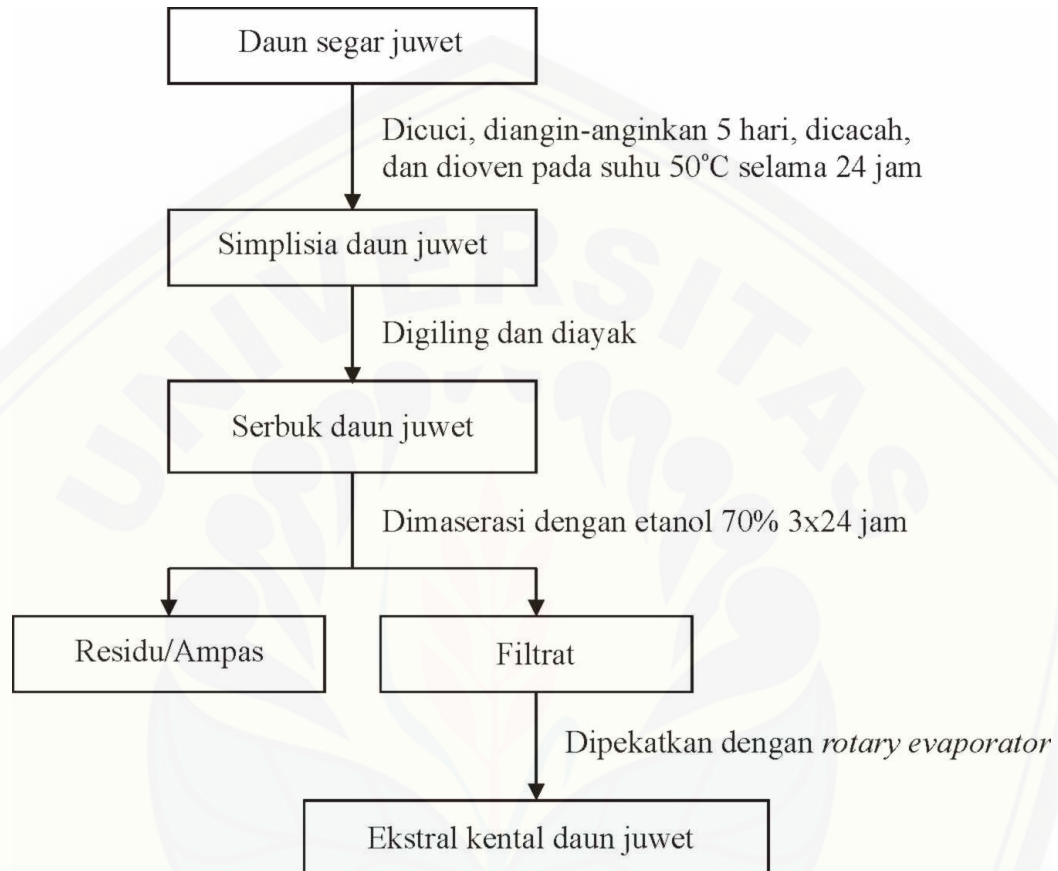 Daun segar juwet
Dicuci, diangin-anginkan 5 hari, dicacah,
dan dioven pada suhu 50°C selama 24 jam
Simplisia daun juwet
Digiling dan diayak
Serbuk daun juwet
Dimaserasi dengan etanol 70% 3x24 jam
Residu/Ampas
Filtrat
Dipekatkan dengan rotary evaporator
Ekstral kental daun juwet
UNIVERSITAS